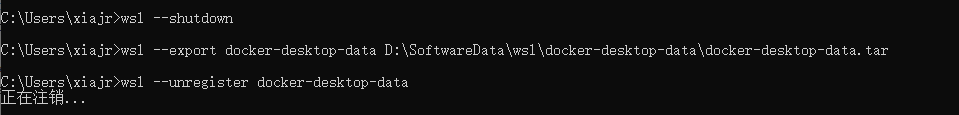 C:\Users\xiajr>wsl --shutdown
C:\Users\xiajr>wsl --export docker-desktop-data D:\SoftwareData\wsl\docker-desktop-data\docker-desktop-data.tar
C:\Users\xiajr>wsl --unregister docker-desktop-data
正在注销...